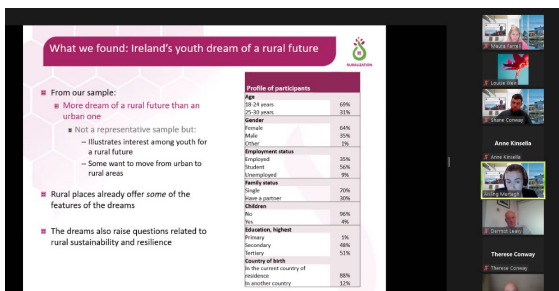 What we found: Ireland's youth dream of a rural future
RURALIZATION
From our sample:
More dream of a rural future than an
urban one
Not a representative sample but:
– Illustrates interest among youth for
a rural future
– Some want to move from urban to
rural areas
Rural places already offer some of the
features of the dreams
The dreams also raise questions related to
rural sustainability and resilience
Profile of participants
Age
18-24 years 69%
25-30 years 31%
Gender
Female 64%
Male 35%
Other 1%
Employment status
Employed 35%
Student 56%
Unemployed 9%
Family status
Single 70%
Have a partner 30%
Children
No 96%
Yes 4%
Education, highest
Primary 1%
Secondary 48%
Tertiary 51%
Country of birth
In the current country of
residence 88%
In another country 12%
Maura Farrell
Louise Weir
Shane Conway
Anne Kinsella
Anne Kinsella
Aisling Murtagh
Dermot Leary
Therese Conway
Therese Conway